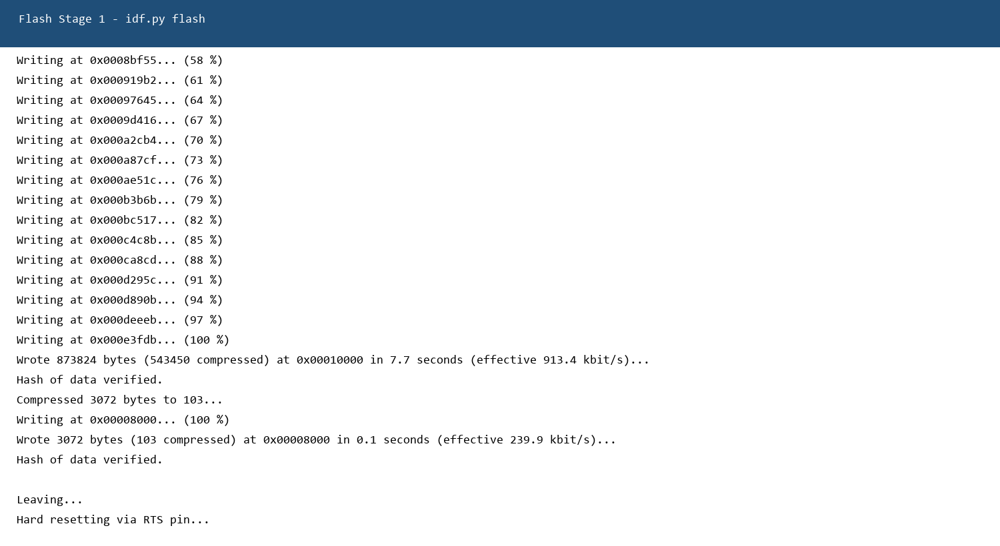 Flash Stage 1 - idf.py flash
Writing at 0x0008bf55... (58 %)
Writing at 0x000919b2... (61 %)
Writing at 0x00097645... (64 %)
Writing at 0x0009d416... (67 %)
Writing at 0x000a2cb4... (70 %)
Writing at 0x000a87cf... (73 %)
Writing at 0x000ae51c... (76 %)
Writing at 0x000b3b6b... (79 %)
Writing at 0x000bc517... (82 %)
Writing at 0x000c4c8b... (85 %)
Writing at 0x000ca8cd... (88 %)
Writing at 0x000d295c... (91 %)
Writing at 0x000d890b... (94 %)
Writing at 0x000deeeb... (97 %)
Writing at 0x000e3fdb... (100 %)
Wrote 873824 bytes (543450 compressed) at 0x00010000 in 7.7 seconds (effective 913.4 kbit/s)...
Hash of data verified.
Compressed 3072 bytes to 103...
Writing at 0x00008000... (100 %)
Wrote 3072 bytes (103 compressed) at 0x00008000 in 0.1 seconds (effective 239.9 kbit/s)...
Hash of data verified.
Leaving...
Hard resetting via RTS pin...